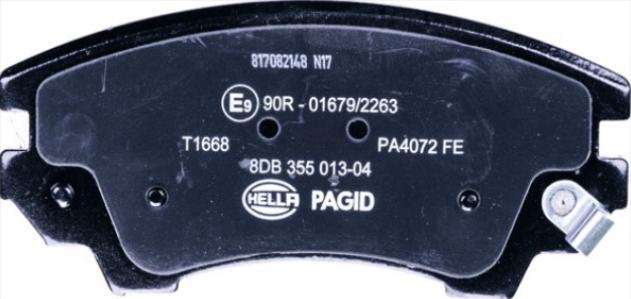 817082148 N17
E9 90R - 01679/2263
T1668 PA4072 FE
8DB 355 013-04
HELLA PAGID